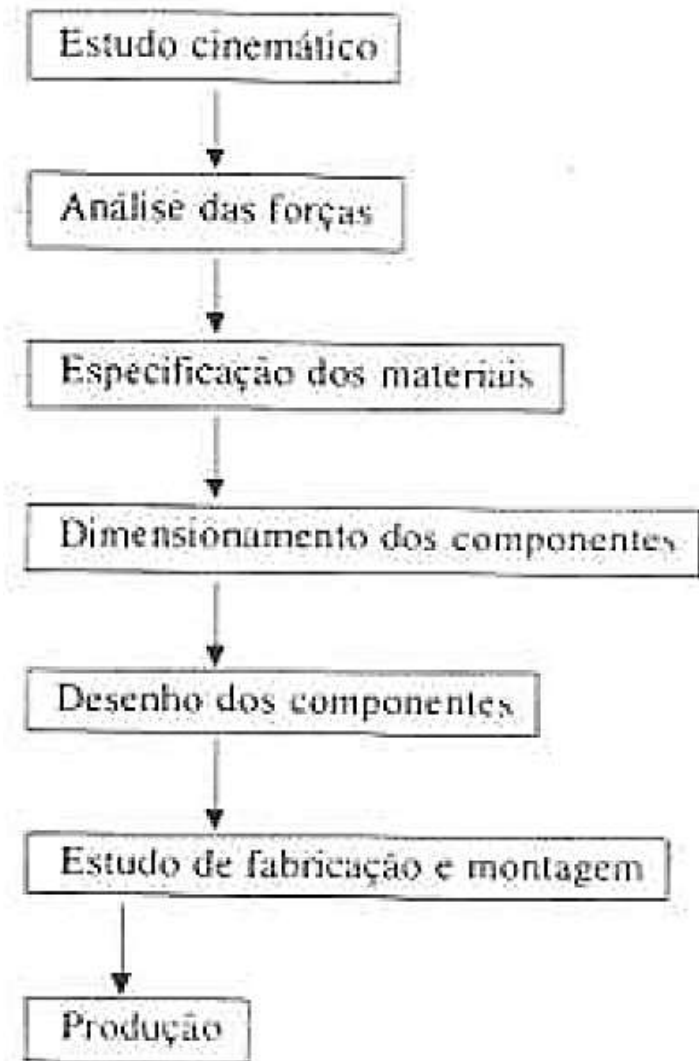 Estudo cinemático
Análise das forças
Especificação dos materiais
Dimensionamento dos componentes
Desenho dos componentes
Estudo de fabricação e montagem
Produção